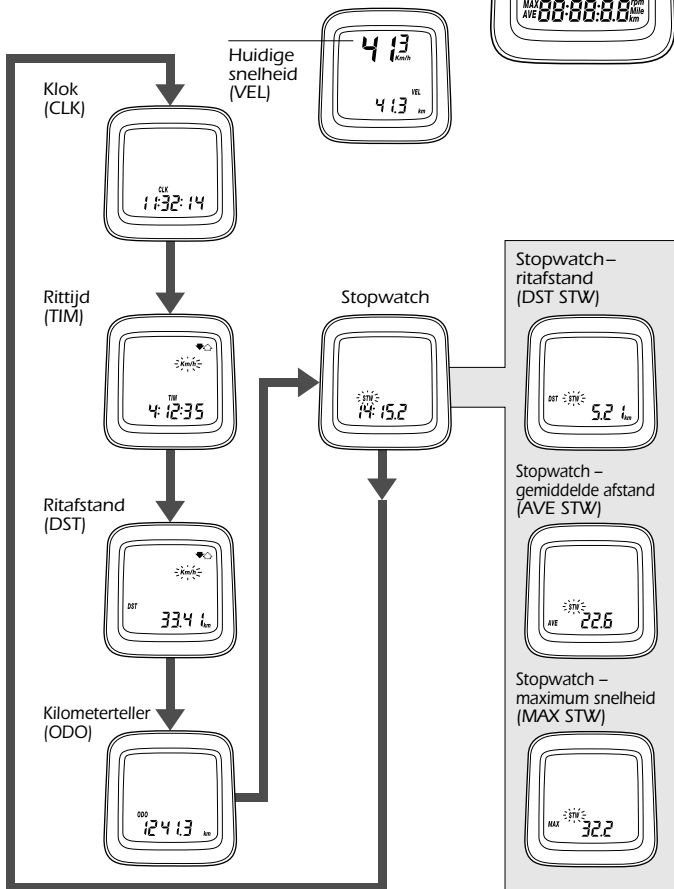 MAX
rpm
AVE 88:88:8.8 Mile
km
Huidige
snelheid
(VEL)
41.3
Km/h
VEL
41.3 km
Klok
(CLK)
CLK
11:32:14
Rittijd
(TIM)
Km/h
TIM
4:12:35
Stopwatch
STW
14:15.2
Stopwatch–
ritafstand
(DST STW)
DST STW
5.21 km
Ritafstand
(DST)
Km/h
DST
33.41 km
Stopwatch –
gemiddelde afstand
(AVE STW)
STW
AVE 22.6
Kilometerteller
(ODO)
ODO
1241.3 km
Stopwatch –
maximum snelheid
(MAX STW)
STW
MAX 32.2